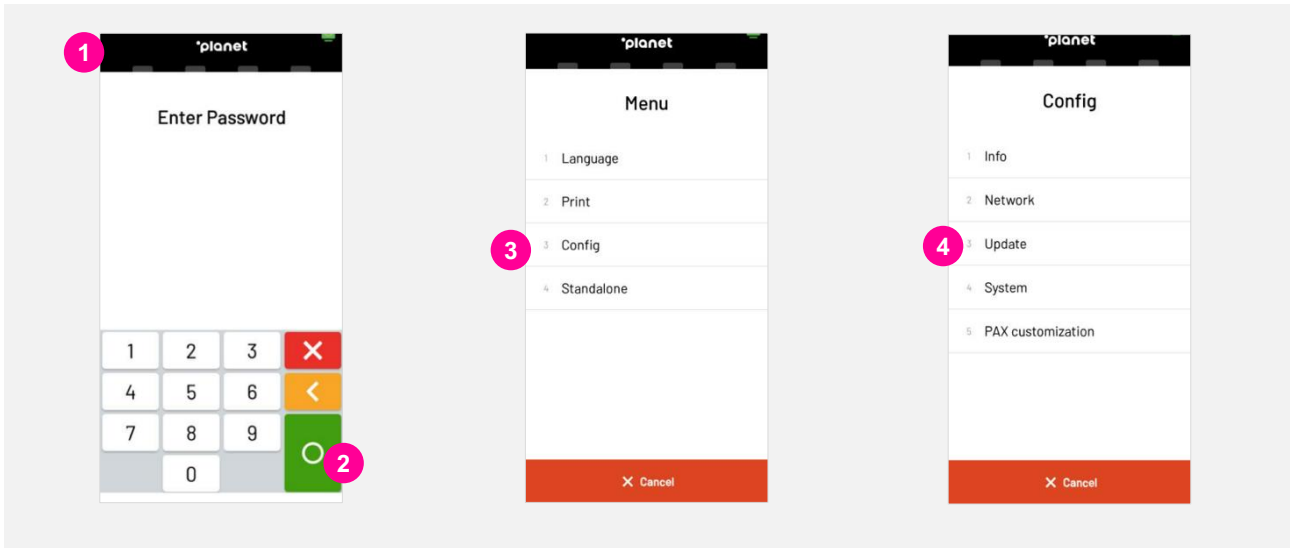 1
planet
Enter Password
1 2 3
4 5 6
7 8 9
0
2
planet
Menu
1 Language
2 Print
3
3 Config
4 Standalone
Cancel
planet
Config
1 Info
2 Network
4
3 Update
4 System
5 PAX customization
Cancel